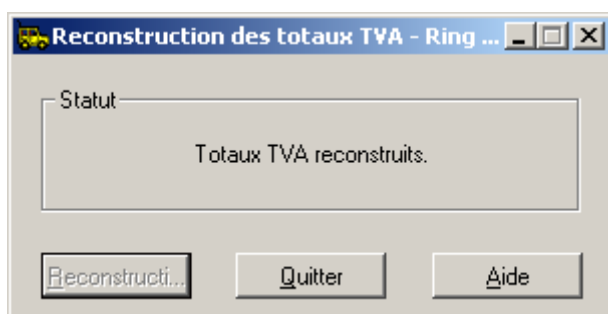 Reconstruction des totaux TVA - Ring ...
Statut
Totaux TVA reconstruits.
Reconstructi...
Quitter
Aide